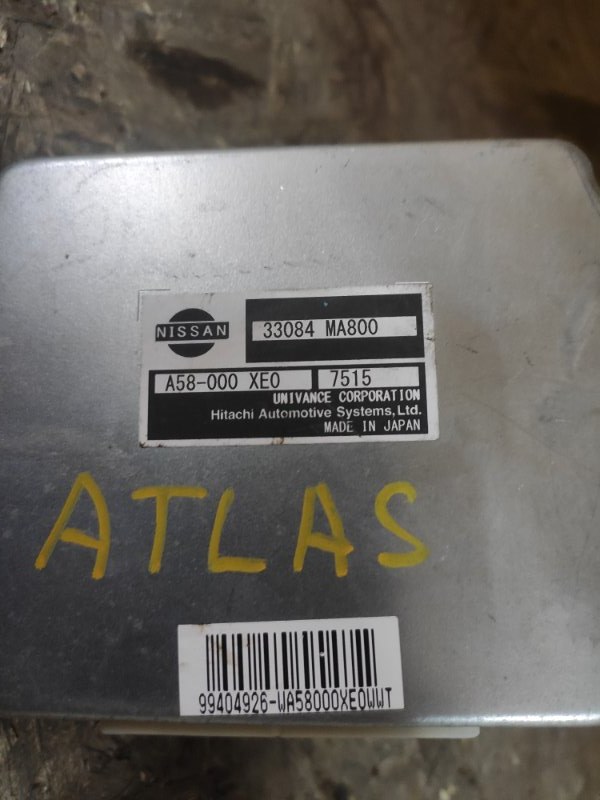 NISSAN
33084 MA800
A58-000 XE0
7515
UNIVANCE CORPORATION
Hitachi Automotive Systems,Ltd.
MADE IN JAPAN
ATLAS
99404926-WA58000XE0WWT